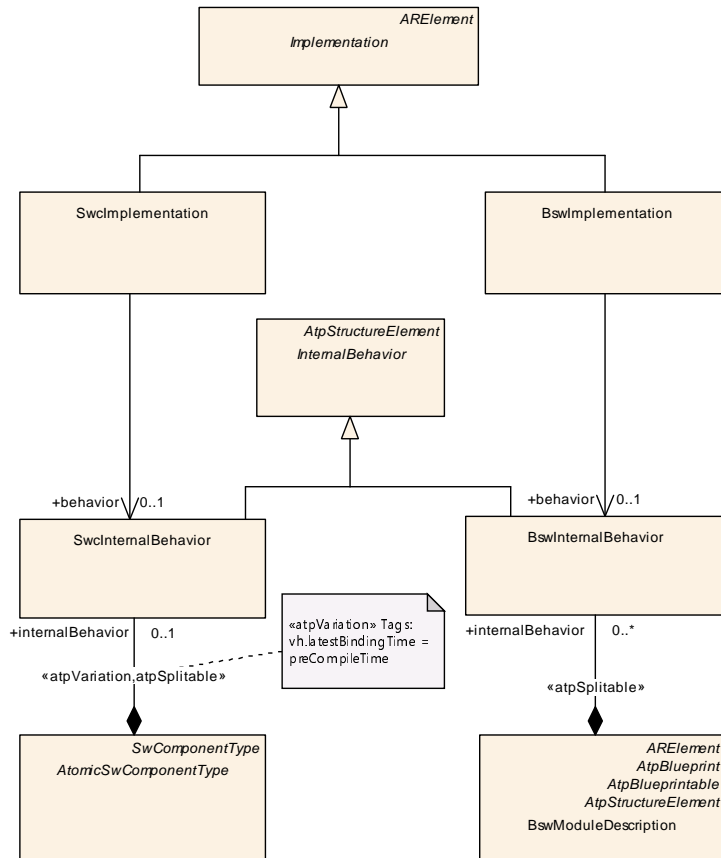 ARElement
Implementation
SwcImplementation
BswImplementation
AtpStructureElement
InternalBehavior
+behavior 0..1
+behavior 0..1
SwcInternalBehavior
BswInternalBehavior
+internalBehavior 0..1
«atpVariation» Tags:
vh.latestBindingTime =
preCompileTime
+internalBehavior 0..*
«atpVariation,atpSplitable»
«atpSplitable»
SwComponentType
AtomicSwComponentType
ARElement
AtpBlueprint
AtpBlueprintable
AtpStructureElement
BswModuleDescription